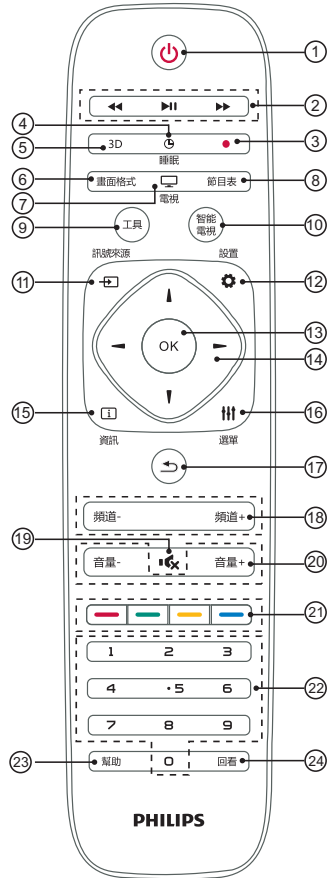 1
2
4
3
5
3D
睡眠
6
畫面格式
節目表
8
7
電視
9
工具
智能
電視
10
訊號來源
設置
11
12
OK
13
14
15
i
16
資訊
選單
17
頻道-
頻道+
18
19
音量-
音量+
20
21
1 2 3
4 5 6
22
7 8 9
23
幫助
0
回看
24
PHILIPS